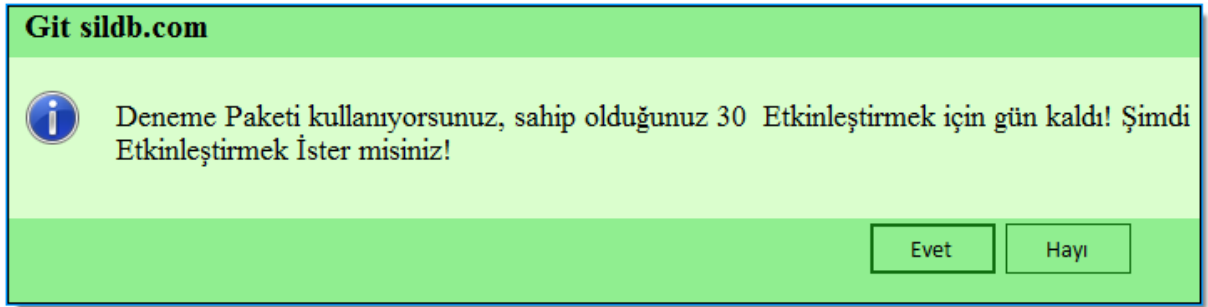 Git sildb.com
Deneme Paketi kullanıyorsunuz, sahip olduğunuz 30  Etkinleştirmek için gün kaldı! Şimdi
Etkinleştirmek İster misiniz!
Evet
Hayı